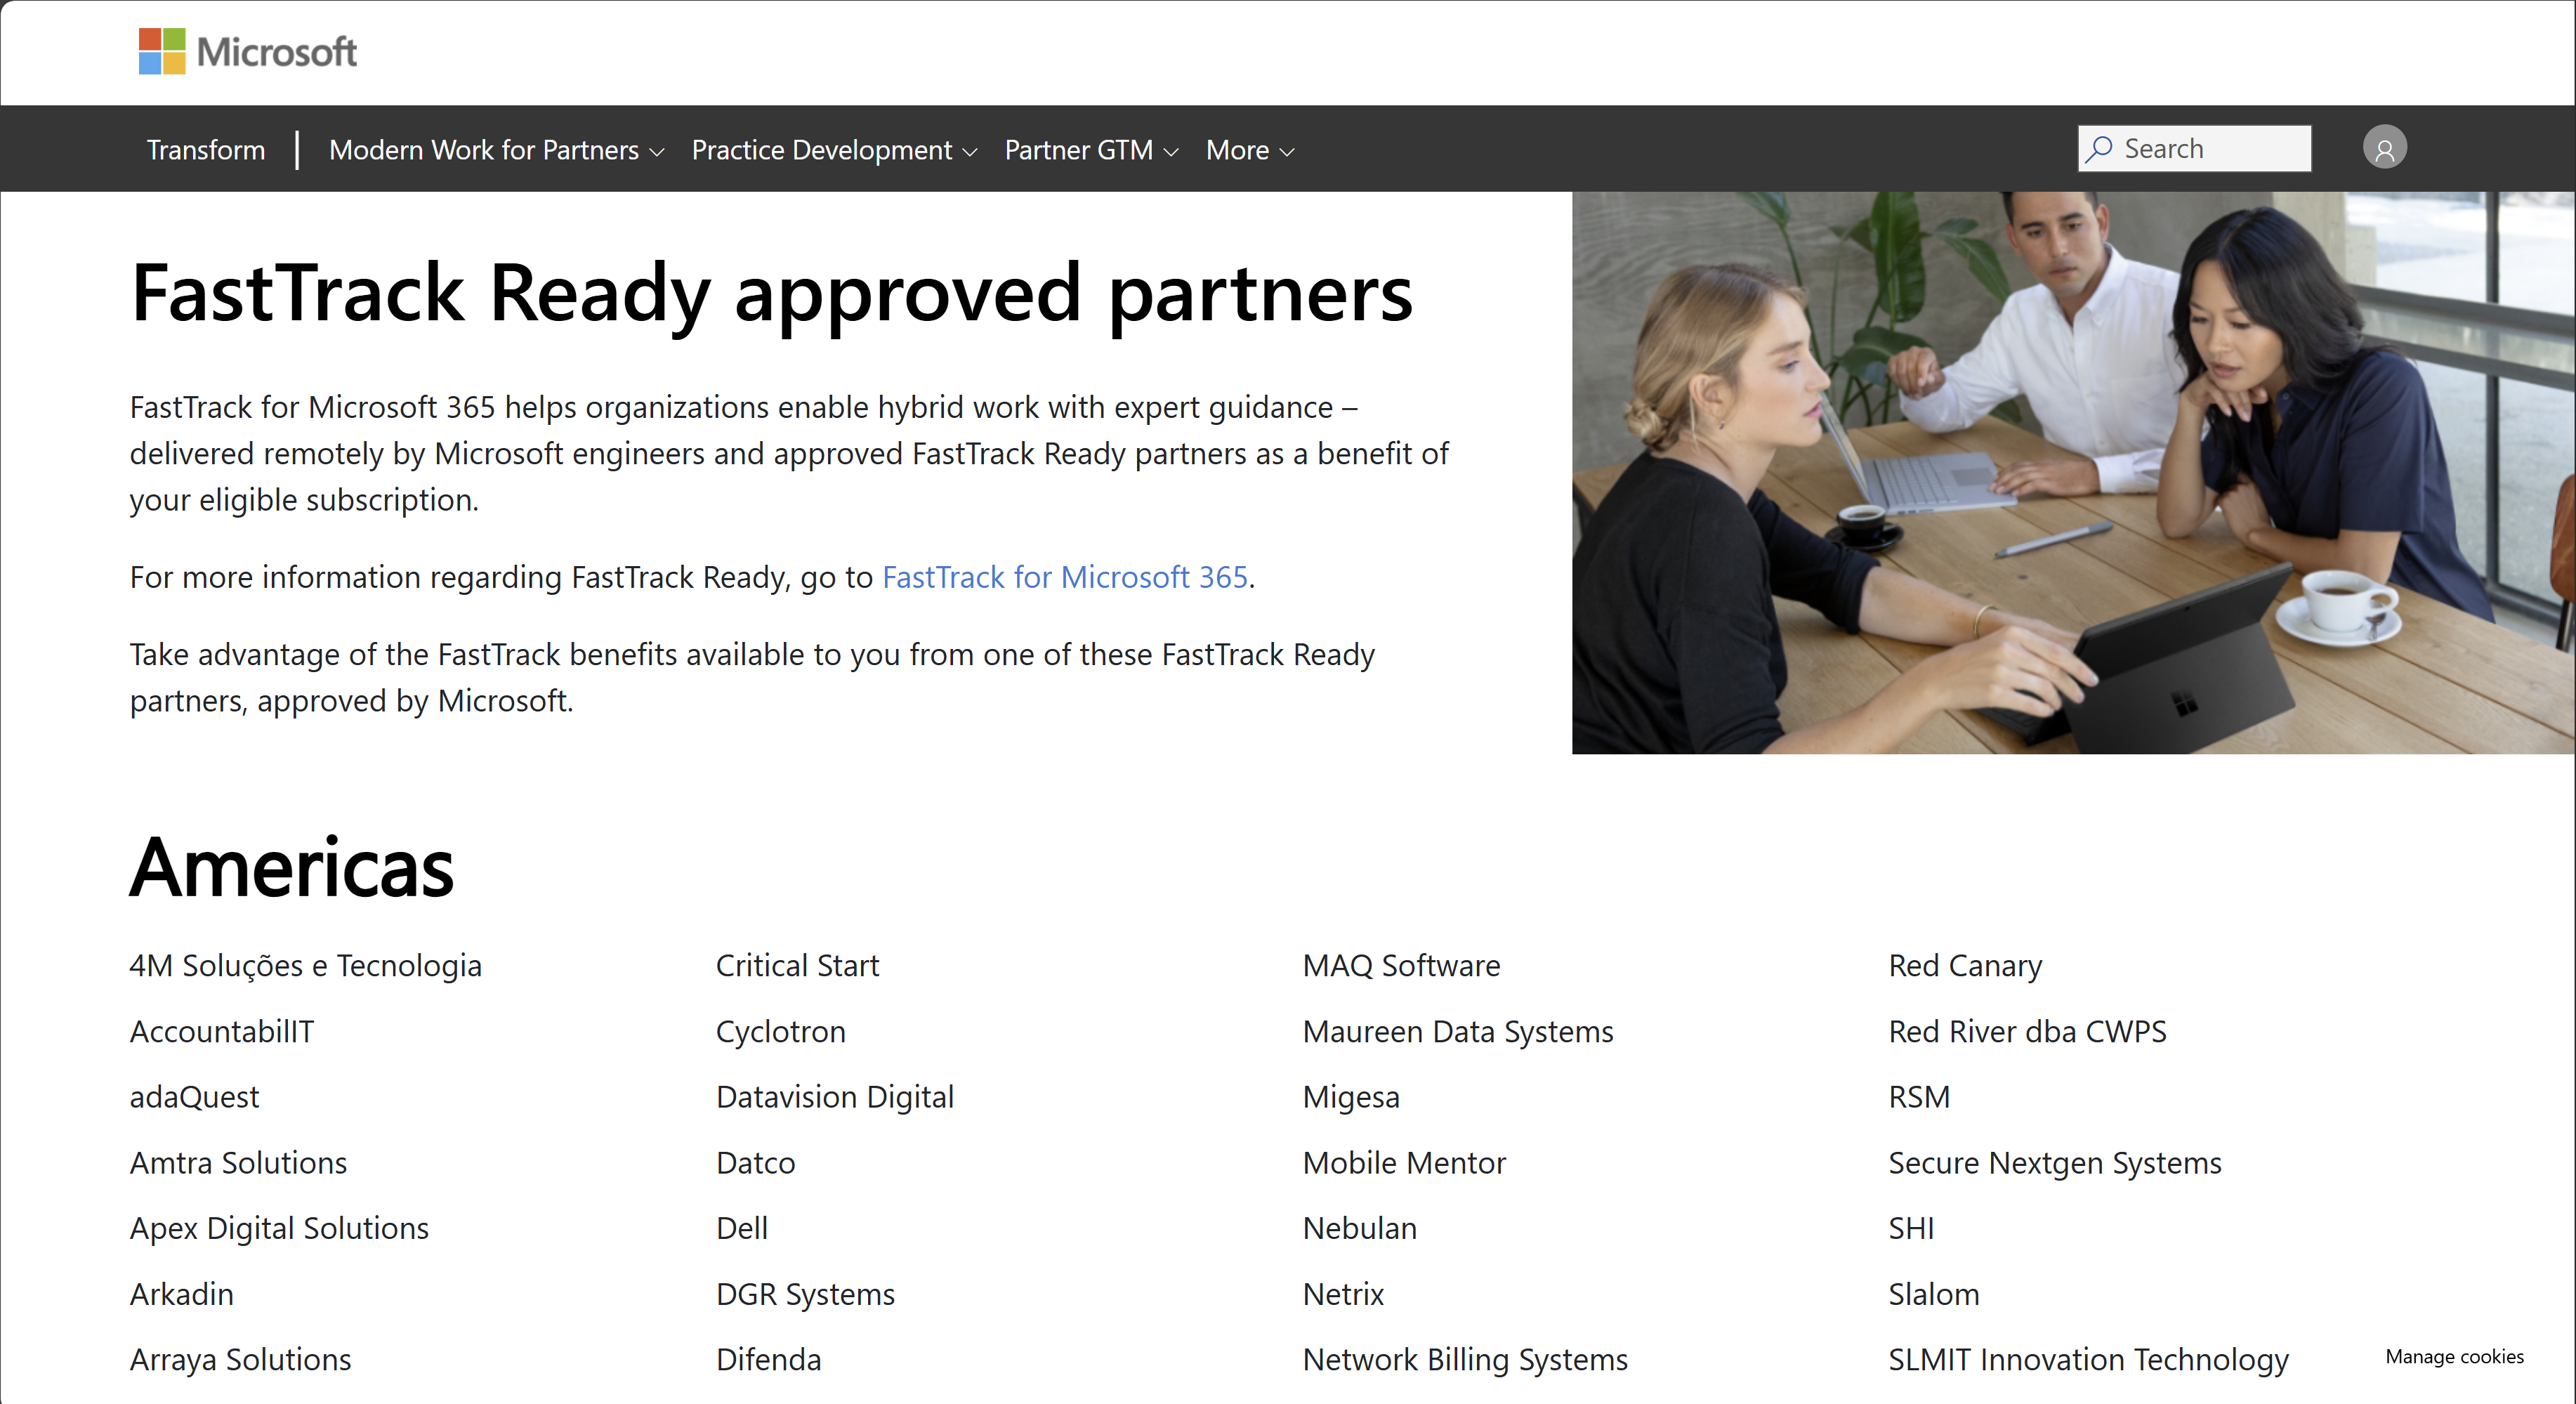 Microsoft
Transform
Modern Work for Partners
Practice Development
Partner GTM
More
Search
FastTrack Ready approved partners
FastTrack for Microsoft 365 helps organizations enable hybrid work with expert guidance –
delivered remotely by Microsoft engineers and approved FastTrack Ready partners as a benefit of
your eligible subscription.
For more information regarding FastTrack Ready, go to FastTrack for Microsoft 365.
Take advantage of the FastTrack benefits available to you from one of these FastTrack Ready
partners, approved by Microsoft.
Americas
4M Soluções e Tecnologia
AccountabilIT
adaQuest
Amtra Solutions
Apex Digital Solutions
Arkadin
Arraya Solutions
Critical Start
Cyclotron
Datavision Digital
Datco
Dell
DGR Systems
Difenda
MAQ Software
Maureen Data Systems
Migesa
Mobile Mentor
Nebulan
Netrix
Network Billing Systems
Red Canary
Red River dba CWPS
RSM
Secure Nextgen Systems
SHI
Slalom
SLMIT Innovation Technology
Manage cookies